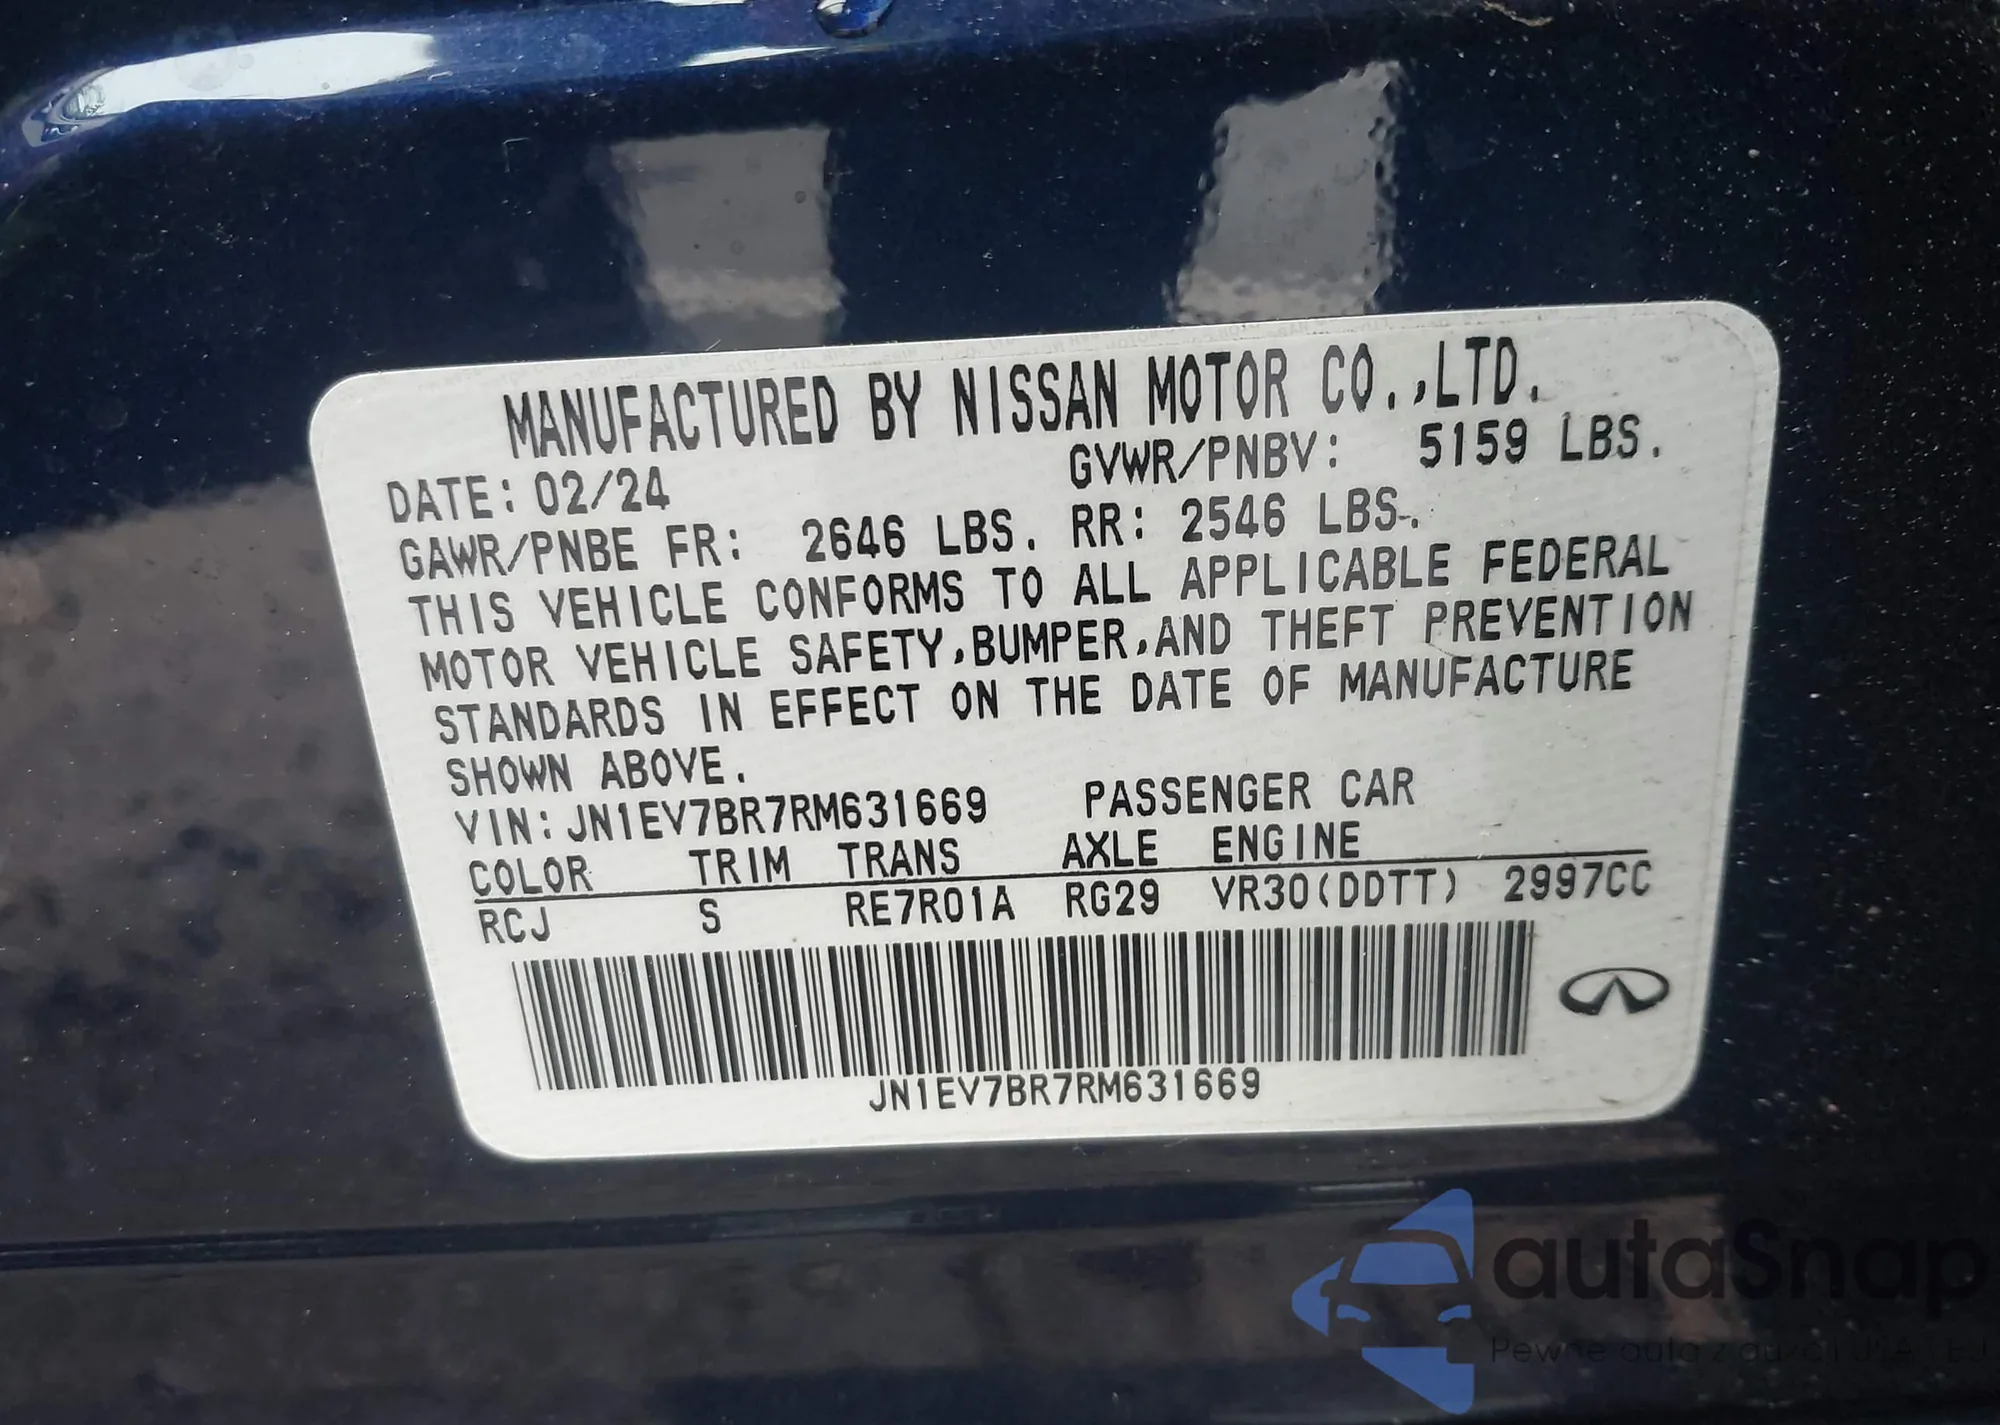 MANUFACTURED BY NISSAN MOTOR CO.,LTD.
DATE: 02/24 GVWR/PNBV: 5159 LBS.
GAWR/PNBE FR: 2646 LBS. RR: 2546 LBS.
THIS VEHICLE CONFORMS TO ALL APPLICABLE FEDERAL
MOTOR VEHICLE SAFETY,BUMPER,AND THEFT PREVENTION
STANDARDS IN EFFECT ON THE DATE OF MANUFACTURE
SHOWN ABOVE.
VIN:JN1EV7BR7RM631669 PASSENGER CAR
COLOR TRIM TRANS AXLE ENGINE
RCJ S RE7R01A RG29 VR30(DDTT) 2997CC
JN1EV7BR7RM631669
autaSnap
Pewne auta z